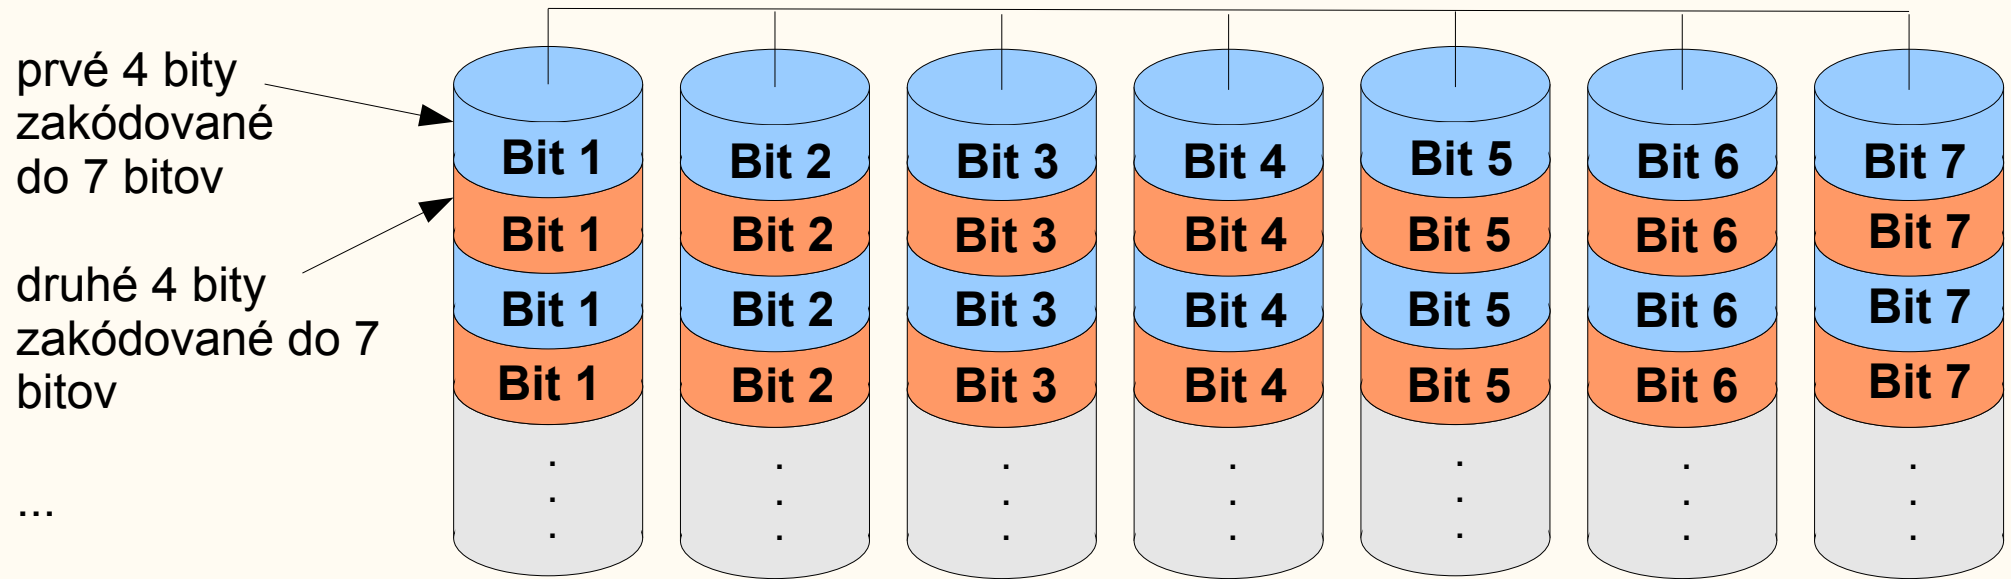 prvé 4 bity
zakódované
do 7 bitov
druhé 4 bity
zakódované do 7
bitov
...
Bit 1 Bit 2 Bit 3 Bit 4 Bit 5 Bit 6 Bit 7
Bit 1 Bit 2 Bit 3 Bit 4 Bit 5 Bit 6 Bit 7
Bit 1 Bit 2 Bit 3 Bit 4 Bit 5 Bit 6 Bit 7
Bit 1 Bit 2 Bit 3 Bit 4 Bit 5 Bit 6 Bit 7
. . . . . . .
. . . . . . .
. . . . . . .